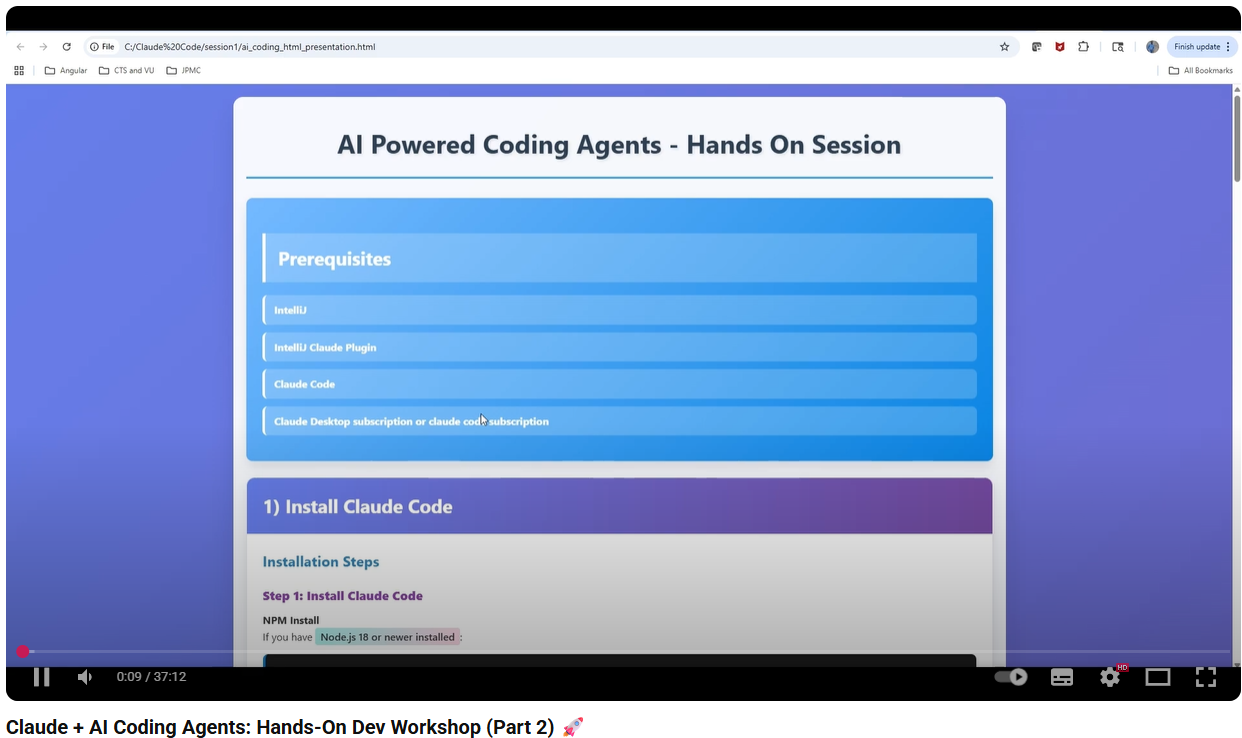 File
C:/Claude%20Code/session1/ai_coding_html_presentation.html
Finish update
Angular
CTS and VU
JPMC
All Bookmarks
AI Powered Coding Agents - Hands On Session
Prerequisites
IntelliJ
IntelliJ Claude Plugin
Claude Code
Claude Desktop subscription or claude code subscription
1) Install Claude Code
Installation Steps
Step 1: Install Claude Code
NPM Install
If you have Node.js 18 or newer installed :
0:09 / 37:12
HD
Claude + AI Coding Agents: Hands-On Dev Workshop (Part 2) 🚀